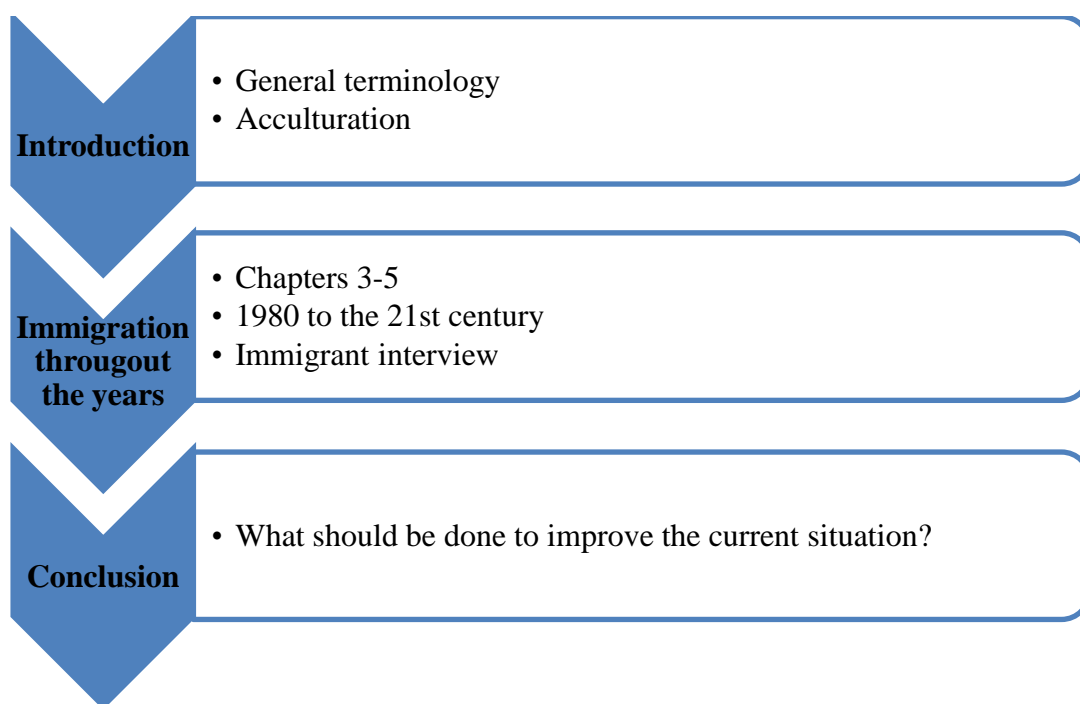 Introduction
• General terminology
• Acculturation
Immigration
througout
the years
• Chapters 3-5
• 1980 to the 21st century
• Immigrant interview
Conclusion
• What should be done to improve the current situation?